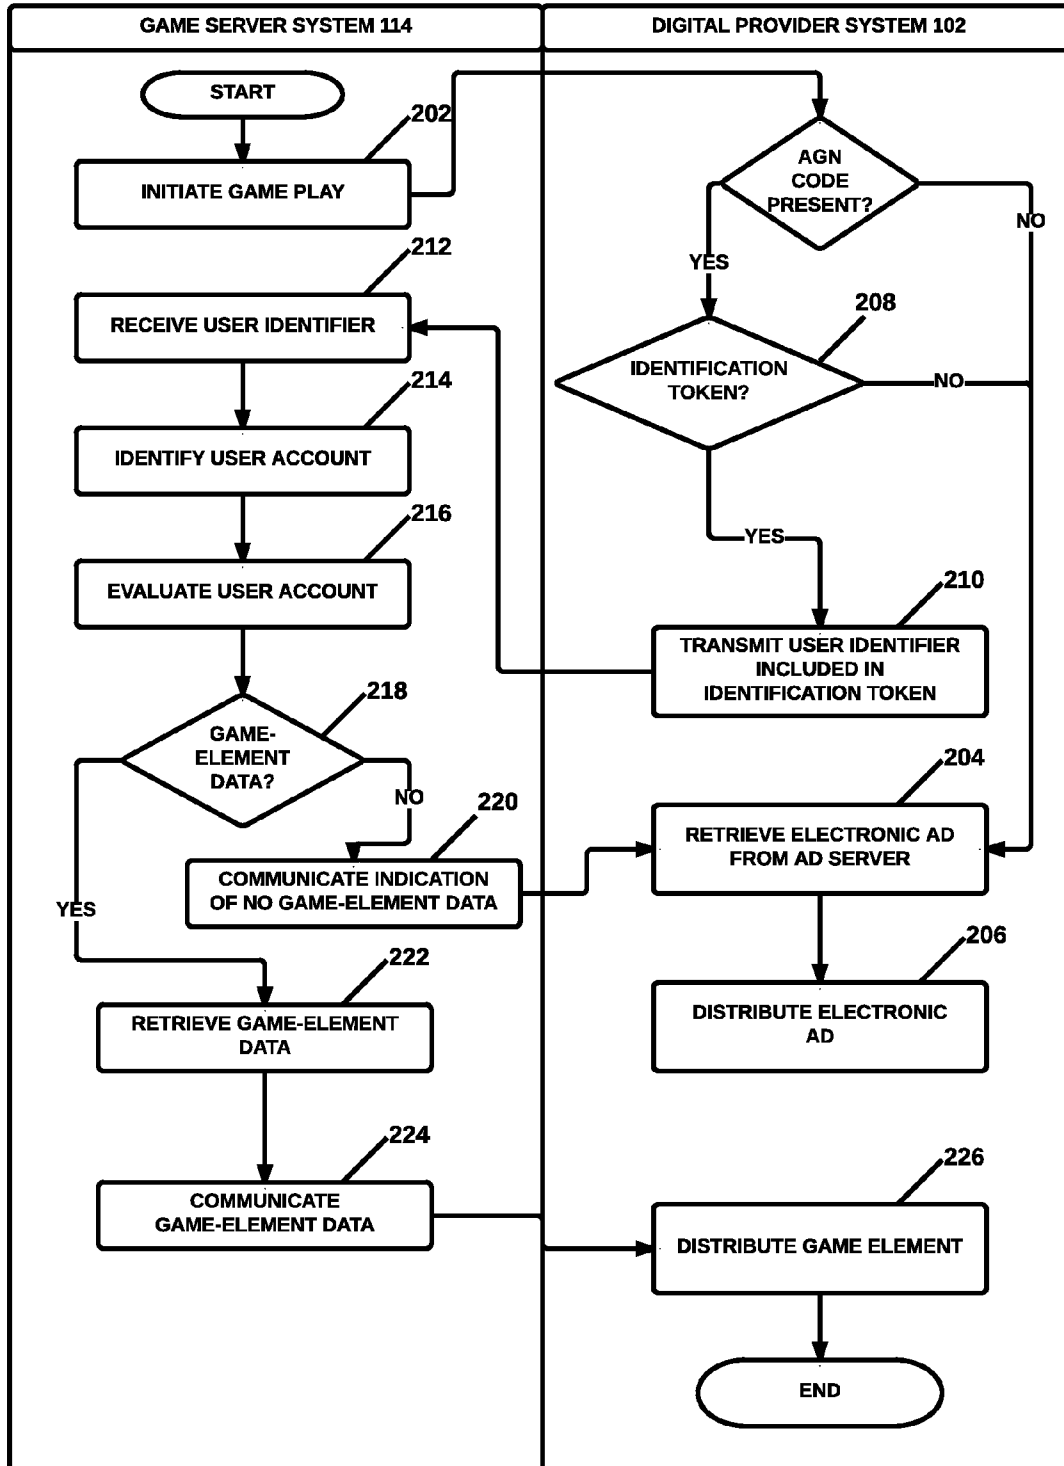 GAME SERVER SYSTEM 114
DIGITAL PROVIDER SYSTEM 102
START
202
INITIATE GAME PLAY
AGN
CODE
PRESENT?
NO
YES
212
RECEIVE USER IDENTIFIER
208
IDENTIFICATION
TOKEN?
NO
214
IDENTIFY USER ACCOUNT
216
EVALUATE USER ACCOUNT
YES
210
TRANSMIT USER IDENTIFIER
INCLUDED IN
IDENTIFICATION TOKEN
218
GAME-
ELEMENT
DATA?
NO
YES
220
COMMUNICATE INDICATION
OF NO GAME-ELEMENT DATA
204
RETRIEVE ELECTRONIC AD
FROM AD SERVER
206
DISTRIBUTE ELECTRONIC
AD
222
RETRIEVE GAME-ELEMENT
DATA
224
COMMUNICATE
GAME-ELEMENT DATA
226
DISTRIBUTE GAME ELEMENT
END